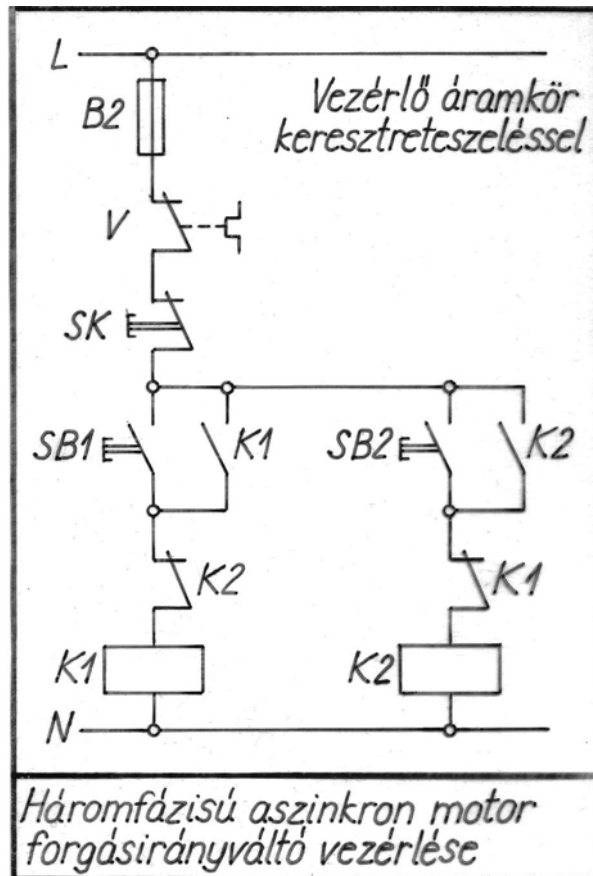 L
B2
Vezérlő áramkör
keresztreteszeléssel
V
SK
SB1
K1
SB2
K2
K2
K1
K1
K2
N
Háromfázisú aszinkron motor
forgásirányváltó vezérlése